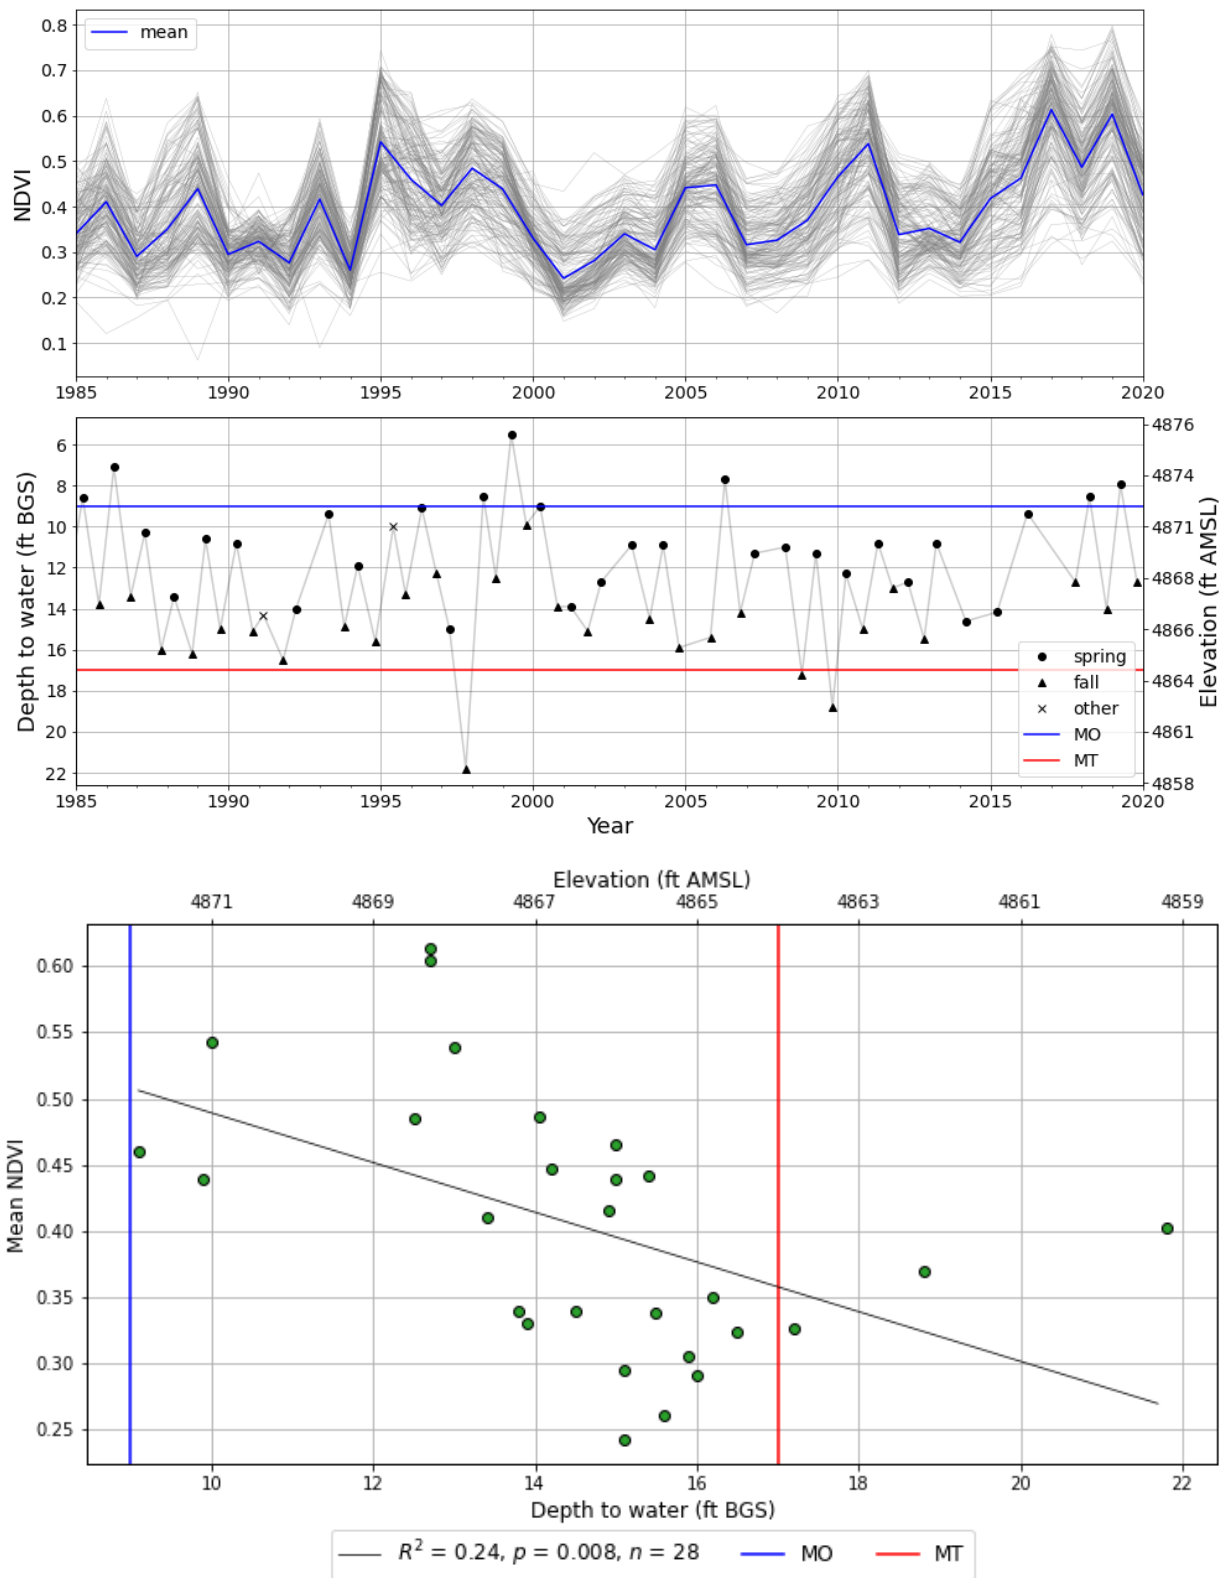 mean
NDVI
0.8
0.7
0.6
0.5
0.4
0.3
0.2
0.1
1985 1990 1995 2000 2005 2010 2015 2020
Depth to water (ft BGS)
6
8
10
12
14
16
18
20
22
4876
4874
4871
4868
4866
4864
4861
4858
Elevation (ft AMSL)
spring
fall
other
MO
MT
1985 1990 1995 2000 2005 2010 2015 2020
Year
Elevation (ft AMSL)
4871 4869 4867 4865 4863 4861 4859
Mean NDVI
0.60
0.55
0.50
0.45
0.40
0.35
0.30
0.25
10 12 14 16 18 20 22
Depth to water (ft BGS)
R² = 0.24, p = 0.008, n = 28 MO MT